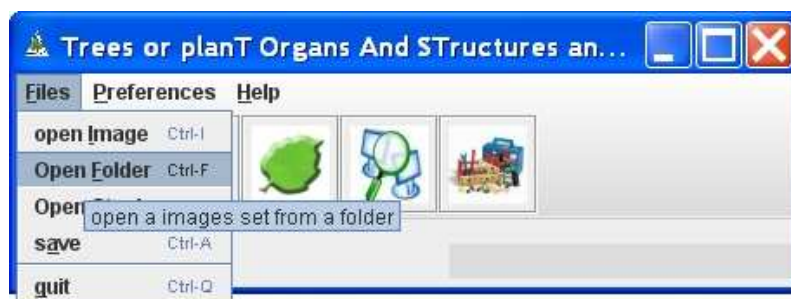 Trees or planT Organs And STructures an...
Files Preferences Help
open Image Ctrl-I
Open Folder Ctrl-F
Open
open a images set from a folder
save Ctrl-A
quit Ctrl-Q